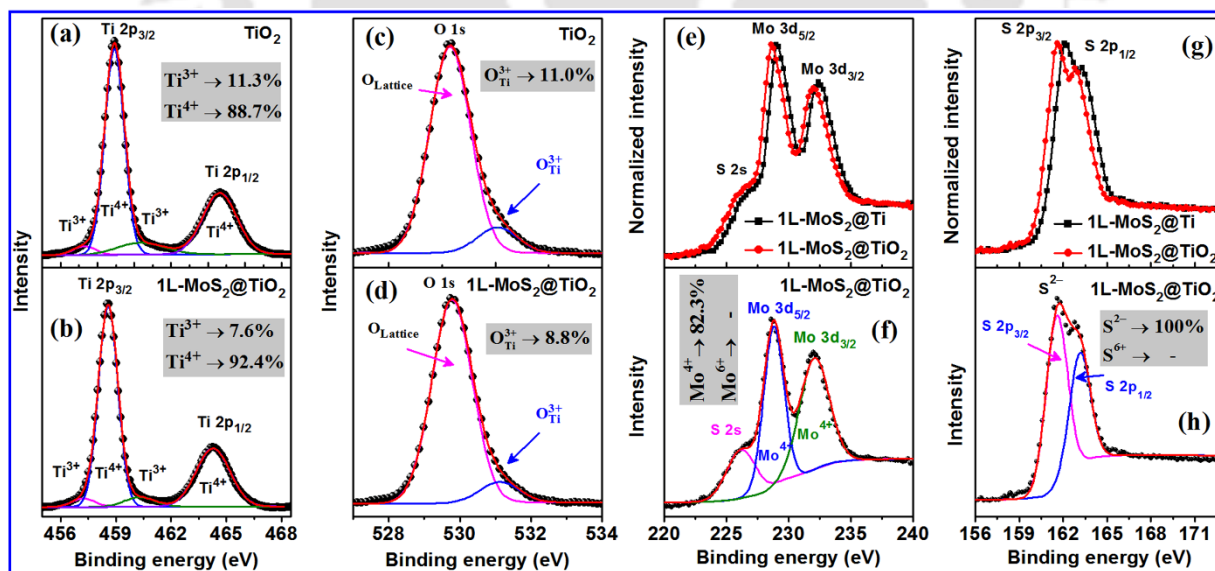 (a)
Ti 2p3/2
TiO2
Ti3+ → 11.3%
Ti4+ → 88.7%
Ti 2p1/2
Ti3+
Ti4+
Ti3+
Ti4+
(b)
Ti 2p3/2
1L-MoS2@TiO2
Ti3+ → 7.6%
Ti4+ → 92.4%
Ti 2p1/2
Ti3+
Ti4+
Ti3+
Ti4+
Intensity
456 459 462 465 468
Binding energy (eV)
(c)
O 1s
TiO2
OLattice
O3+Ti → 11.0%
O3+Ti
(d)
O 1s
1L-MoS2@TiO2
OLattice
O3+Ti → 8.8%
O3+Ti
Intensity
528 530 532 534
Binding energy (eV)
(e)
Mo 3d5/2
Mo 3d3/2
S 2s
1L-MoS2@Ti
1L-MoS2@TiO2
Normalized intensity
1L-MoS2@TiO2
Mo 3d5/2
(f)
Mo4+ → 82.3%
Mo6+ → -
Mo 3d3/2
S 2s
Mo4+
Mo4+
Intensity
220 224 228 232 236 240
Binding energy (eV)
S 2p3/2
(g)
S 2p1/2
1L-MoS2@Ti
1L-MoS2@TiO2
Normalized intensity
S2−
1L-MoS2@TiO2
S 2p3/2
S2− → 100%
S6+ → -
S 2p1/2
(h)
Intensity
156 159 162 165 168 171
Binding energy (eV)